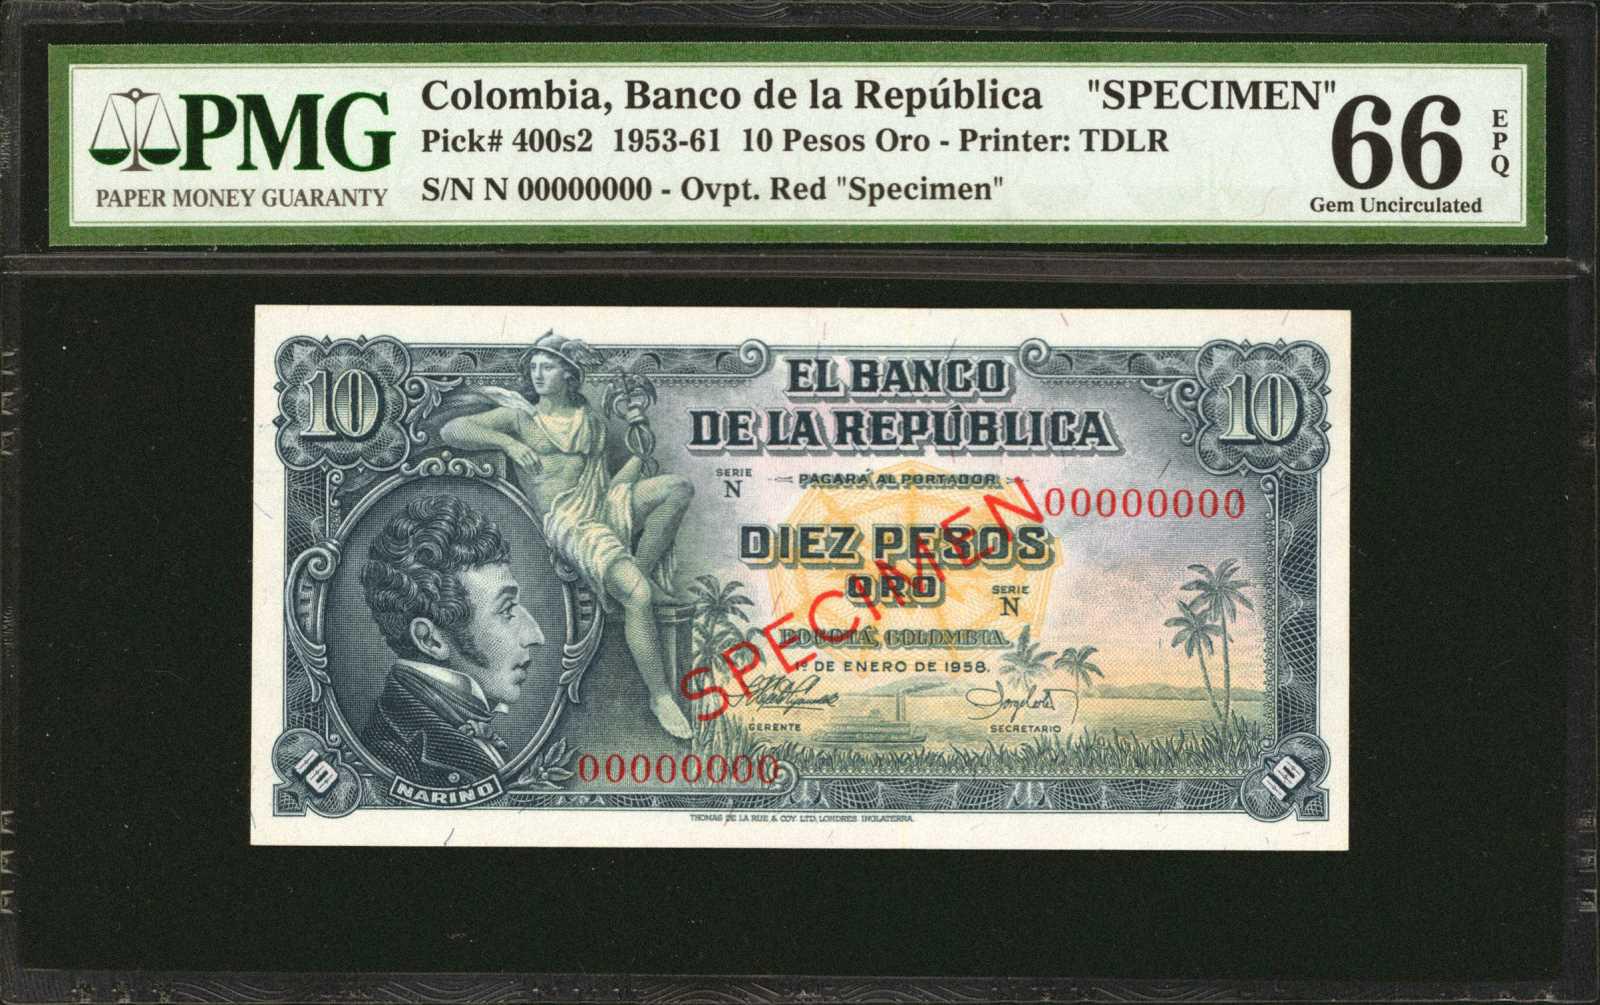 PMG
PAPER MONEY GUARANTY
Colombia, Banco de la República "SPECIMEN"
Pick# 400s2 1953-61 10 Pesos Oro - Printer: TDLR
S/N N 00000000 - Ovpt. Red "Specimen"
66
EPQ
Gem Uncirculated
10
EL BANCO
10
DE LA REPÚBLICA
SERIE
N
PAGARÁ AL PORTADOR
00000000
DIEZ PESOS
ORO
SERIE
N
SPECIMEN
BOGOTÁ, COLOMBIA.
1º DE ENERO DE 1958.
GERENTE
SECRETARIO
00000000
10
NARIÑO
10
THOMAS DE LA RUE & COY. LTD, LONDRES INGLATERRA.